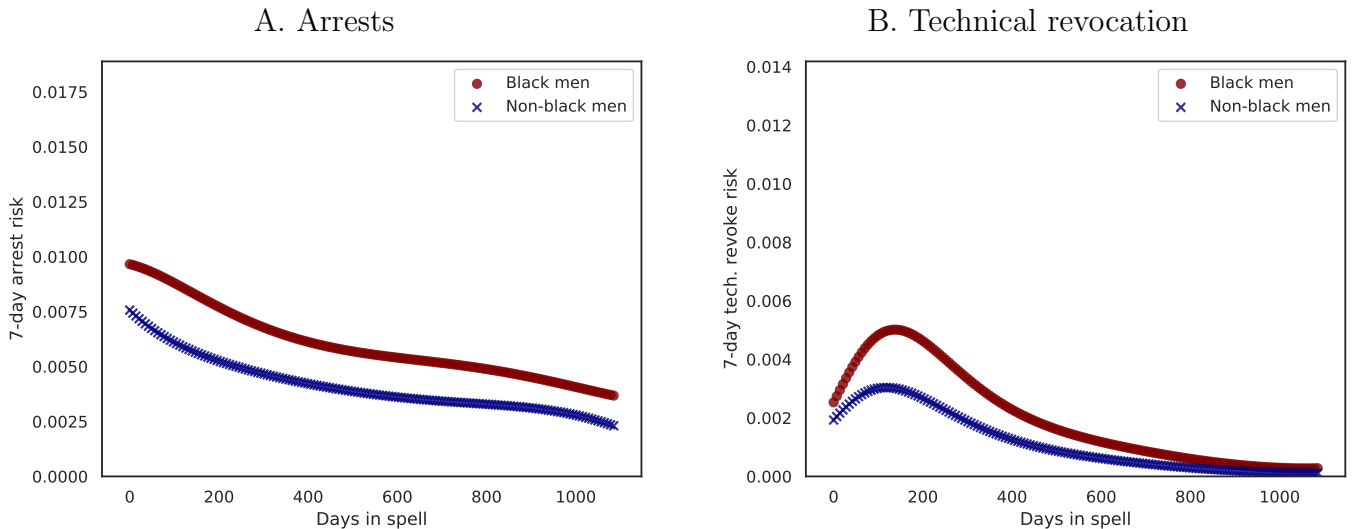 A. Arrests
Black men
Non-black men
7-day arrest risk
0.0175
0.0150
0.0125
0.0100
0.0075
0.0050
0.0025
0.0000
0
200
400
600
800
1000
Days in spell
B. Technical revocation
Black men
Non-black men
7-day tech. revoke risk
0.014
0.012
0.010
0.008
0.006
0.004
0.002
0.000
0
200
400
600
800
1000
Days in spell